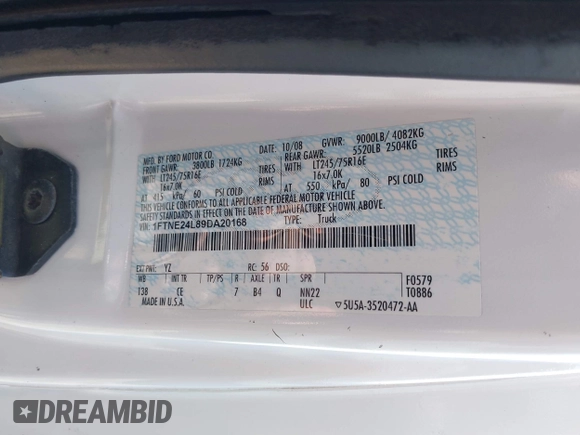 MFD. BY FORD MOTOR CO.
DATE: 10/08 GVWR: 9000LB/ 4082KG
FRONT GAWR: 3800LB 1724KG REAR GAWR: 5520LB 2504KG
LT245/75R16E TIRES WITH: LT245/75R16E TIRES
16x7.0K RIMS 16x7.0K RIMS
AT 415 kPa/ 60 PSI COLD AT 550 kPa/ 80 PSI COLD
THIS VEHICLE CONFORMS TO ALL APPLICABLE FEDERAL MOTOR VEHICLE
SAFETY STANDARDS IN EFFECT ON THE DATE OF MANUFACTURE SHOWN ABOVE.
VIN: 1FTNE24L89DA20168 TYPE: Truck
EXT PNT: YZ RC: 56 DSO:
WB INT TR TP/PS R AXLE TR SPR F0579
138 CE 7 B4 Q NN22 T0886
MADE IN U.S.A. ULC ▽5U5A-3520472-AA
DREAMBID